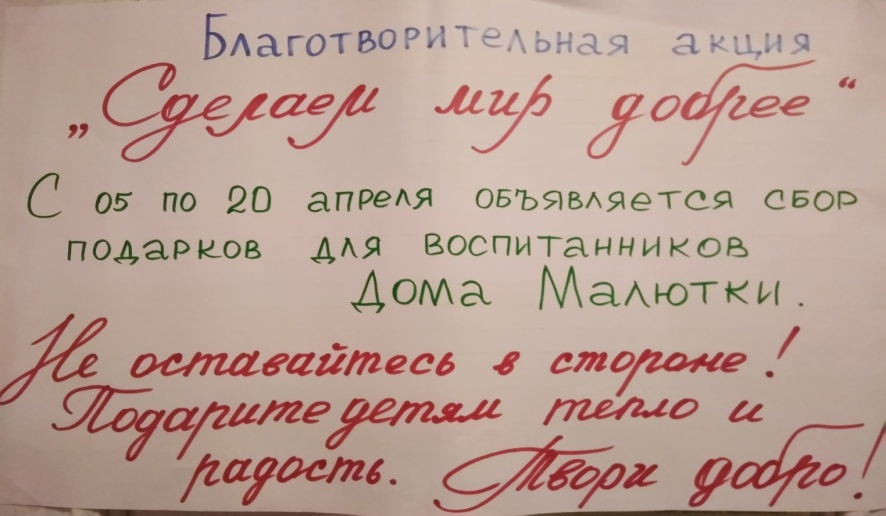 Благотворительная акция
„Сделаем мир добрее“
С 05 по 20 апреля объявляется сбор
подарков для воспитанников
Дома Малютки.
Не оставайтесь в стороне!
Подарите детям тепло и
радость. Твори добро!